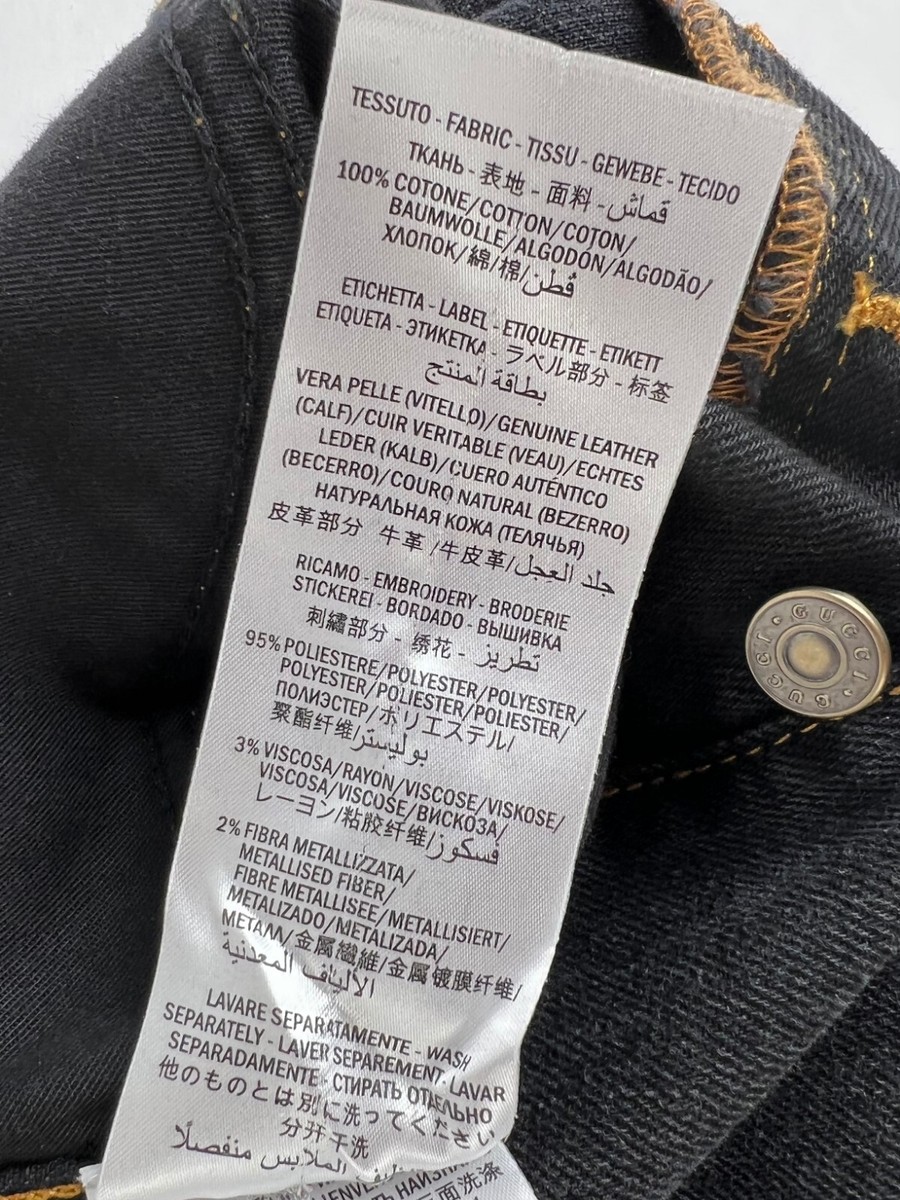 TESSUTO - FABRIC - TISSU - GEWEBE - TECIDO
ТКАНЬ - 表地 - 面料 - قماش
100% COTONE/COTTON/COTON/
BAUMWOLLE/ALGODÓN/ALGODÃO/
ХЛОПОК/綿/棉/قطن
ETICHETTA - LABEL - ETIQUETTE - ETIKETT
ETIQUETA - ЭТИКЕТКА - ラベル部分 - 标签
بطاقة المنتج
VERA PELLE (VITELLO)/GENUINE LEATHER
(CALF)/CUIR VERITABLE (VEAU)/ECHTES
LEDER (KALB)/CUERO AUTÉNTICO
(BECERRO)/COURO NATURAL (BEZERRO)
НАТУРАЛЬНАЯ КОЖА (ТЕЛЯЧЬЯ)
皮革部分 牛革 /牛皮革/جلد العجل
RICAMO - EMBROIDERY - BRODERIE
STICKEREI - BORDADO - ВЫШИВКА
刺繡部分 - 绣花 - تطريز
95% POLIESTERE/POLYESTER/POLYESTER/
POLYESTER/POLIESTER/POLIESTER/
ПОЛИЭСТЕР/ポリエステル/
聚酯纤维/بوليستر
3% VISCOSA/RAYON/VISCOSE/VISKOSE/
VISCOSA/VISCOSE/ВИСКОЗА/
レーヨン/粘胶纤维/فسكوز
2% FIBRA METALLIZZATA/
METALLISED FIBER/
FIBRE METALLISEE/METALLISIERT/
METALIZADO/METALIZADA/
МЕТАЛЛ/金属繊維/金属镀膜纤维/
الألياف المعدنية
LAVARE SEPARATAMENTE - WASH
SEPARATELY - LAVER SEPAREMENT - LAVAR
SEPARADAMENTE - СТИРАТЬ ОТДЕЛЬНО
他のものとは別に洗ってください
分开干洗
الملابس منفصلًا
面洗涤
GUCCI · GUCCI